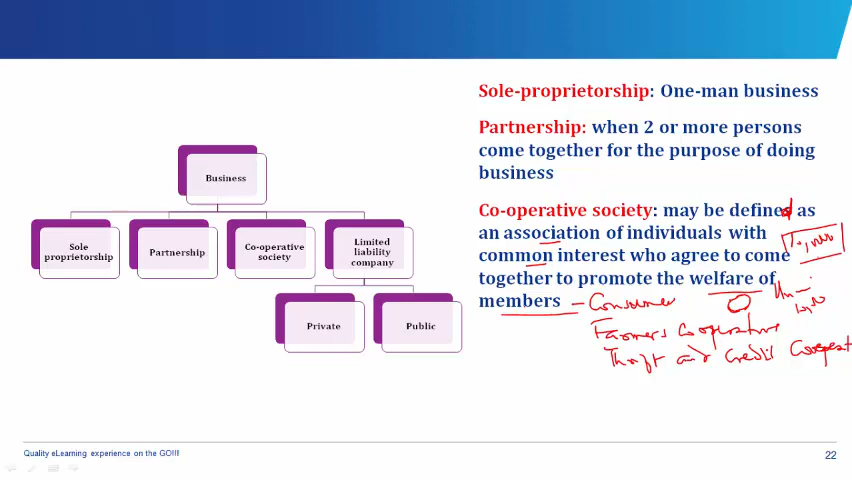 Sole-proprietorship: One-man business
Partnership: when 2 or more persons
come together for the purpose of doing
business
Co-operative society: may be defined as
an association of individuals with
common interest who agree to come
together to promote the welfare of
members – Consumer
Farmers Cooperative
Thrift and Credit
Business
Sole
proprietorship
Partnership
Co-operative
society
Limited
liability
company
Private
Public
Quality eLearning experience on the GO!!!
22